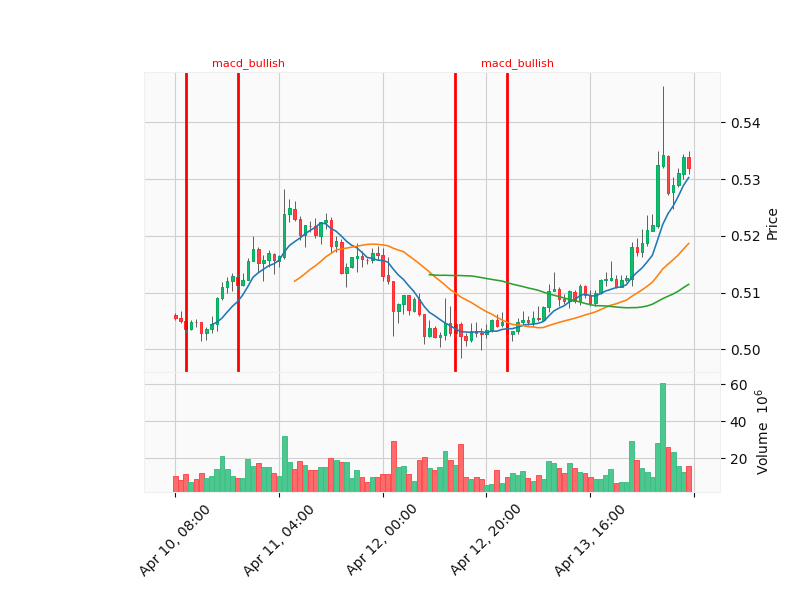 macd_bullish macd_bullish
0.54
0.53
0.52
0.51
0.50
Price
60
40
20
Volume 10^6
Apr 10, 08:00
Apr 11, 04:00
Apr 12, 00:00
Apr 12, 20:00
Apr 13, 16:00